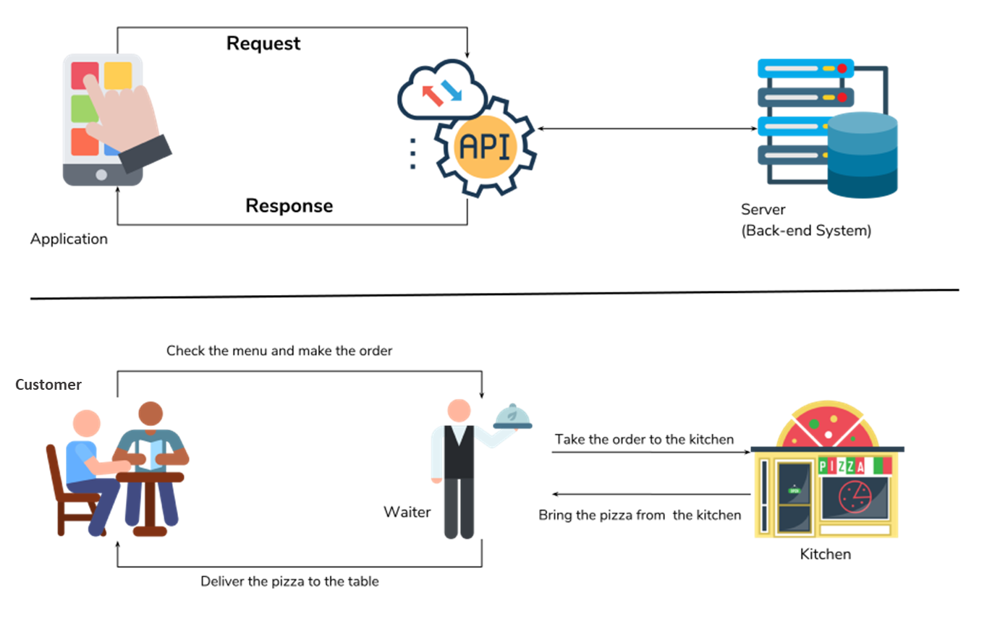 Request
API
Response
Application
Server
(Back-end System)
Check the menu and make the order
Customer
Take the order to the kitchen
PIZZA
OPEN
Waiter
Bring the pizza from the kitchen
Kitchen
Deliver the pizza to the table